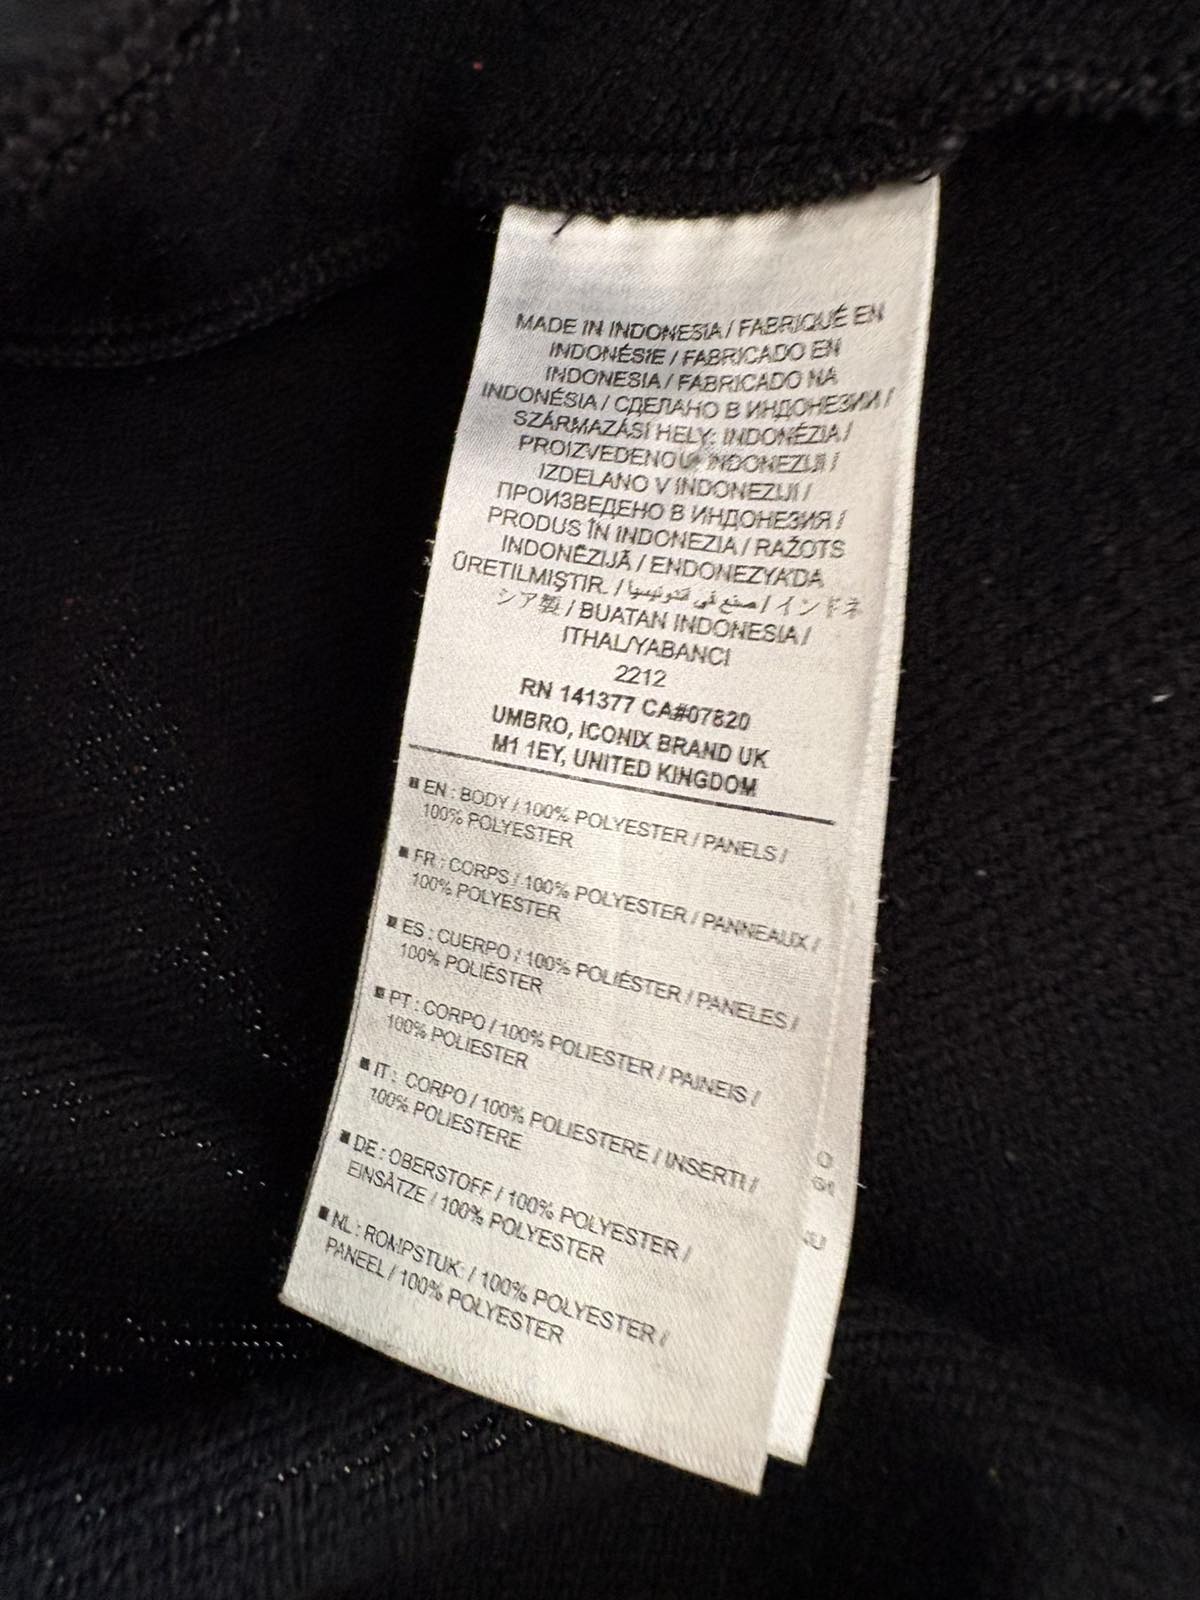 MADE IN INDONESIA / FABRIQUÉ EN
INDONÉSIE / FABRICADO EN
INDONESIA / FABRICADO NA
INDONÉSIA / СДЕЛАНО В ИНДОНЕЗИИ /
SZÁRMAZÁSI HELY: INDONÉZIA /
PROIZVEDENO U INDONEZIJI /
IZDELANO V INDONEZIJI /
ПРОИЗВЕДЕНО В ИНДОНЕЗИЯ /
PRODUS ÎN INDONEZIA / RAŽOTS
INDONĒZIJĀ / ENDONEZYA'DA
ÜRETILMIŞTIR. / صنع في اندونيسيا / インドネ
シア製 / BUATAN INDONESIA /
ITHAL/YABANCI
2212
RN 141377 CA#07820
UMBRO, ICONIX BRAND UK
M1 1EY, UNITED KINGDOM
■ EN : BODY / 100% POLYESTER / PANELS /
100% POLYESTER
■ FR : CORPS / 100% POLYESTER / PANNEAUX /
100% POLYESTER
■ ES : CUERPO / 100% POLIÉSTER / PANELES /
100% POLIÉSTER
■ PT : CORPO / 100% POLIESTER / PAINEIS /
100% POLIESTER
■ IT : CORPO / 100% POLIESTERE / INSERTI /
100% POLIESTERE
■ DE : OBERSTOFF / 100% POLYESTER /
EINSÄTZE / 100% POLYESTER
■ NL : ROMPSTUK: / 100% POLYESTER /
PANEEL / 100% POLYESTER